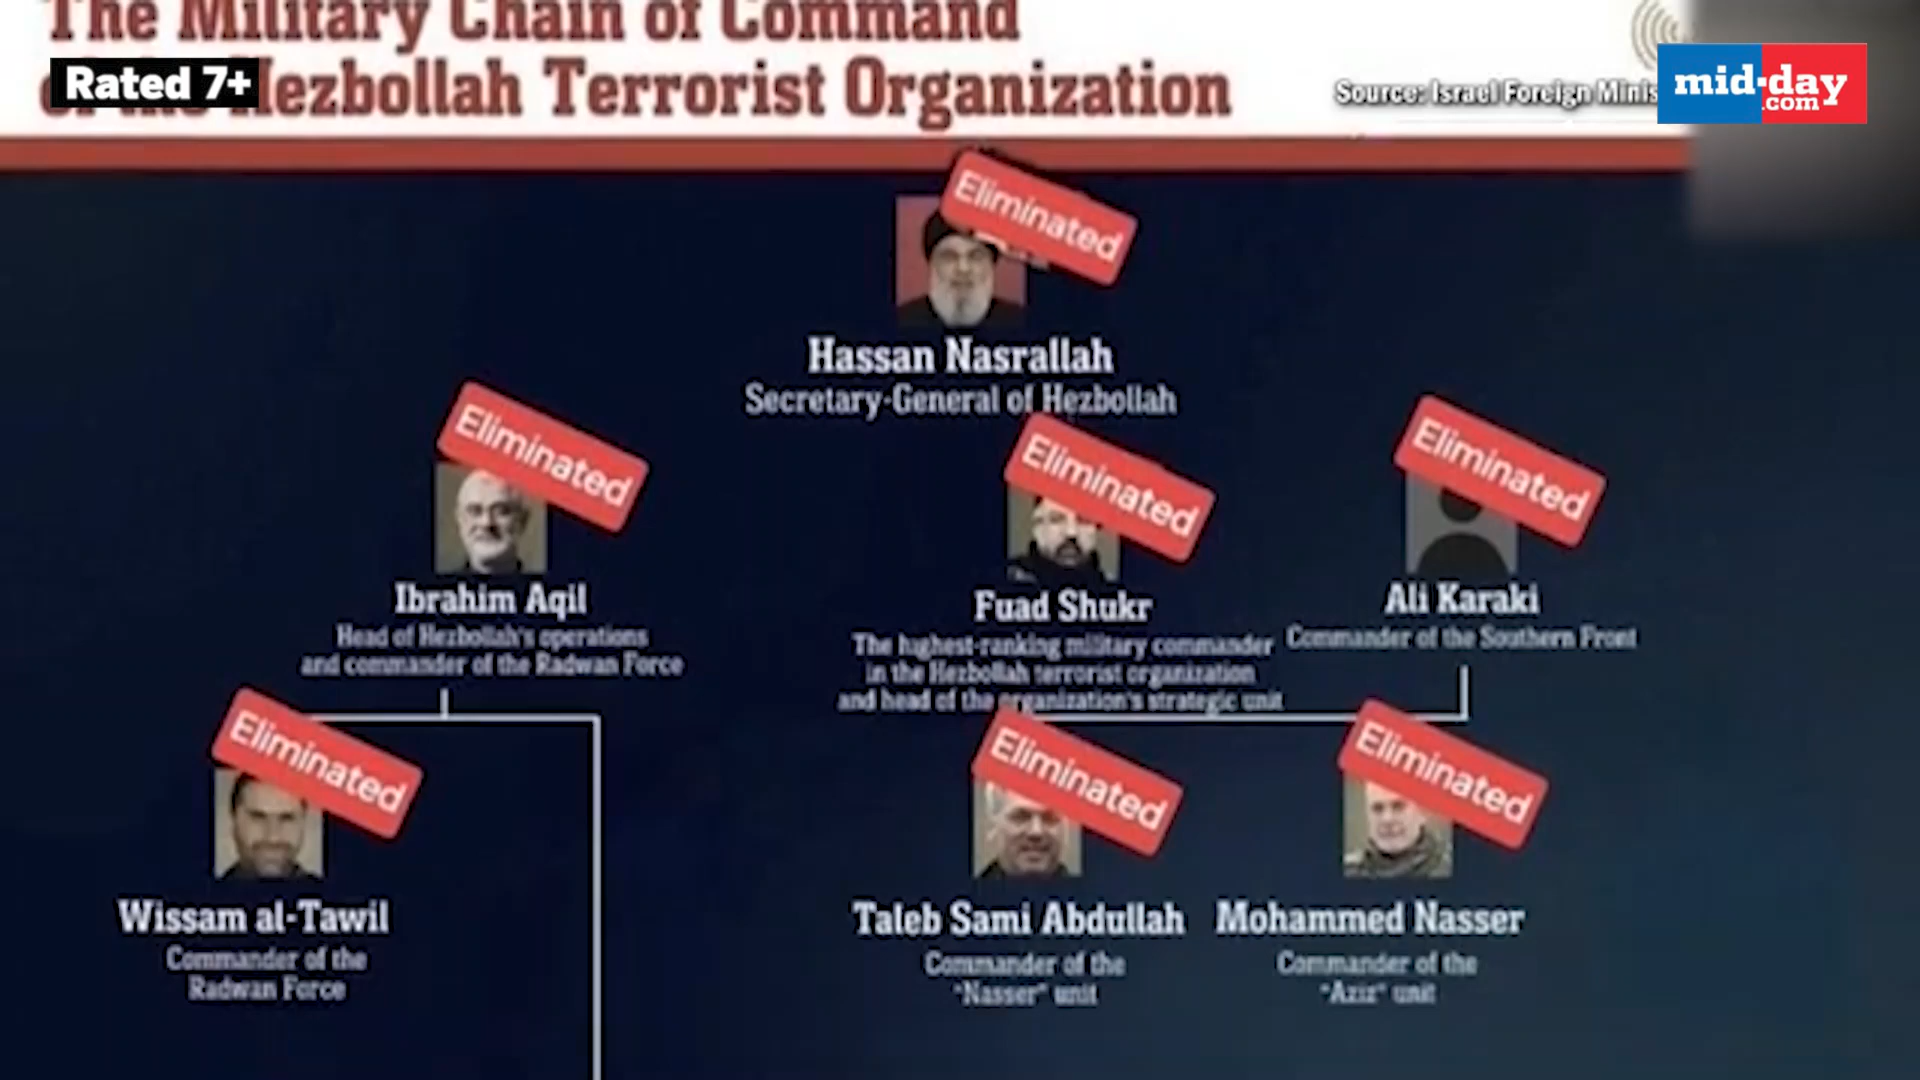 The Military Chain of Command
of the Hezbollah Terrorist Organization
Rated 7+
Source: Israel Foreign Minis
mid-day
.com
Eliminated
Hassan Nasrallah
Secretary-General of Hezbollah
Eliminated
Ibrahim Aqil
Head of Hezbollah's operations
and commander of the Radwan Force
Eliminated
Fuad Shukr
The highest-ranking military commander
in the Hezbollah terrorist organization
and head of the organization's strategic unit
Eliminated
Ali Karaki
Commander of the Southern Front
Eliminated
Wissam al-Tawil
Commander of the
Radwan Force
Eliminated
Taleb Sami Abdullah
Commander of the
"Nasser" unit
Eliminated
Mohammed Nasser
Commander of the
"Aziz" unit